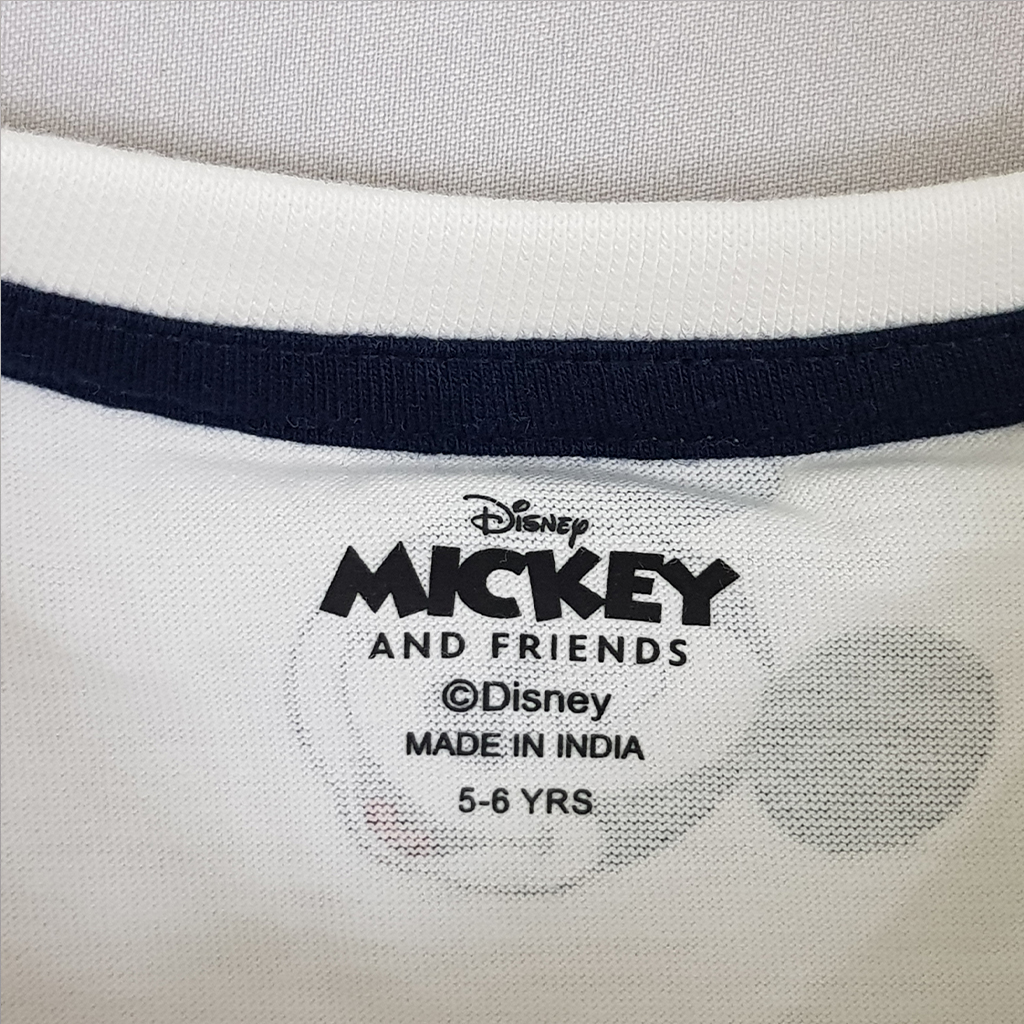 Disney
MICKEY
AND FRIENDS
©Disney
MADE IN INDIA
5-6 YRS